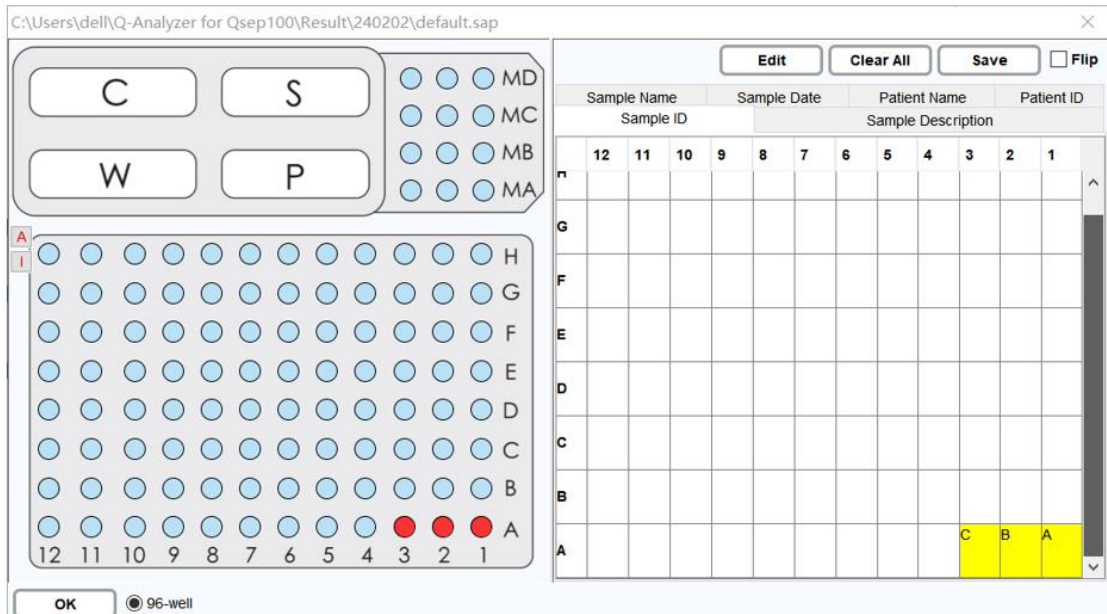 C:\Users\dell\Q-Analyzer for Qsep100\Result\240202\default.sap
C S
W P
MD
MC
MB
MA
A
I
H
G
F
E
D
C
B
A
12 11 10 9 8 7 6 5 4 3 2 1
OK 96-well
Edit Clear All Save Flip
Sample Name Sample Date Patient Name Patient ID
Sample ID Sample Description
12 11 10 9 8 7 6 5 4 3 2 1
H
G
F
E
D
C
B
A C B A